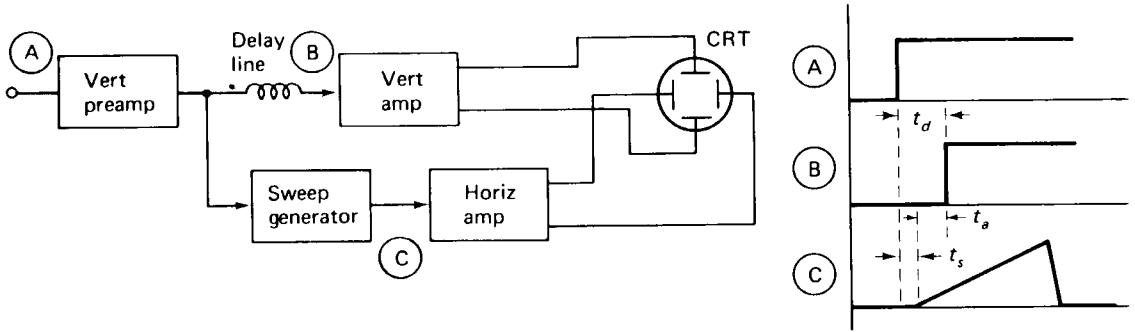 A
Vert
preamp
Delay
line
B
Vert
amp
CRT
Sweep
generator
C
Horiz
amp
A
t_d
B
t_a
C
t_s